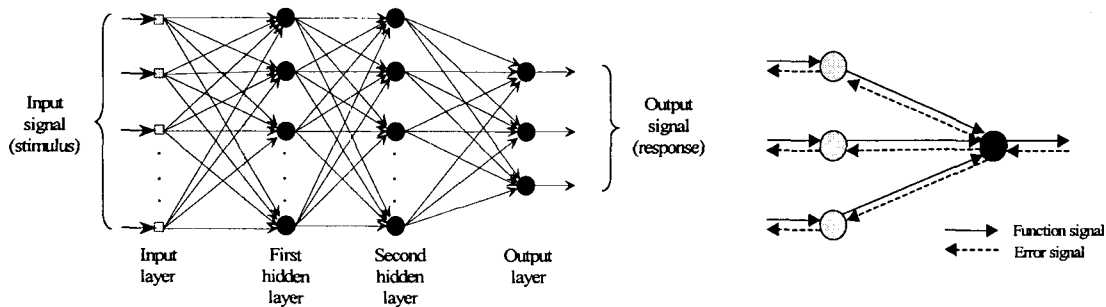 Input
signal
(stimulus)
Input
layer
First
hidden
layer
Second
hidden
layer
Output
layer
Output
signal
(response)
Function signal
Error signal